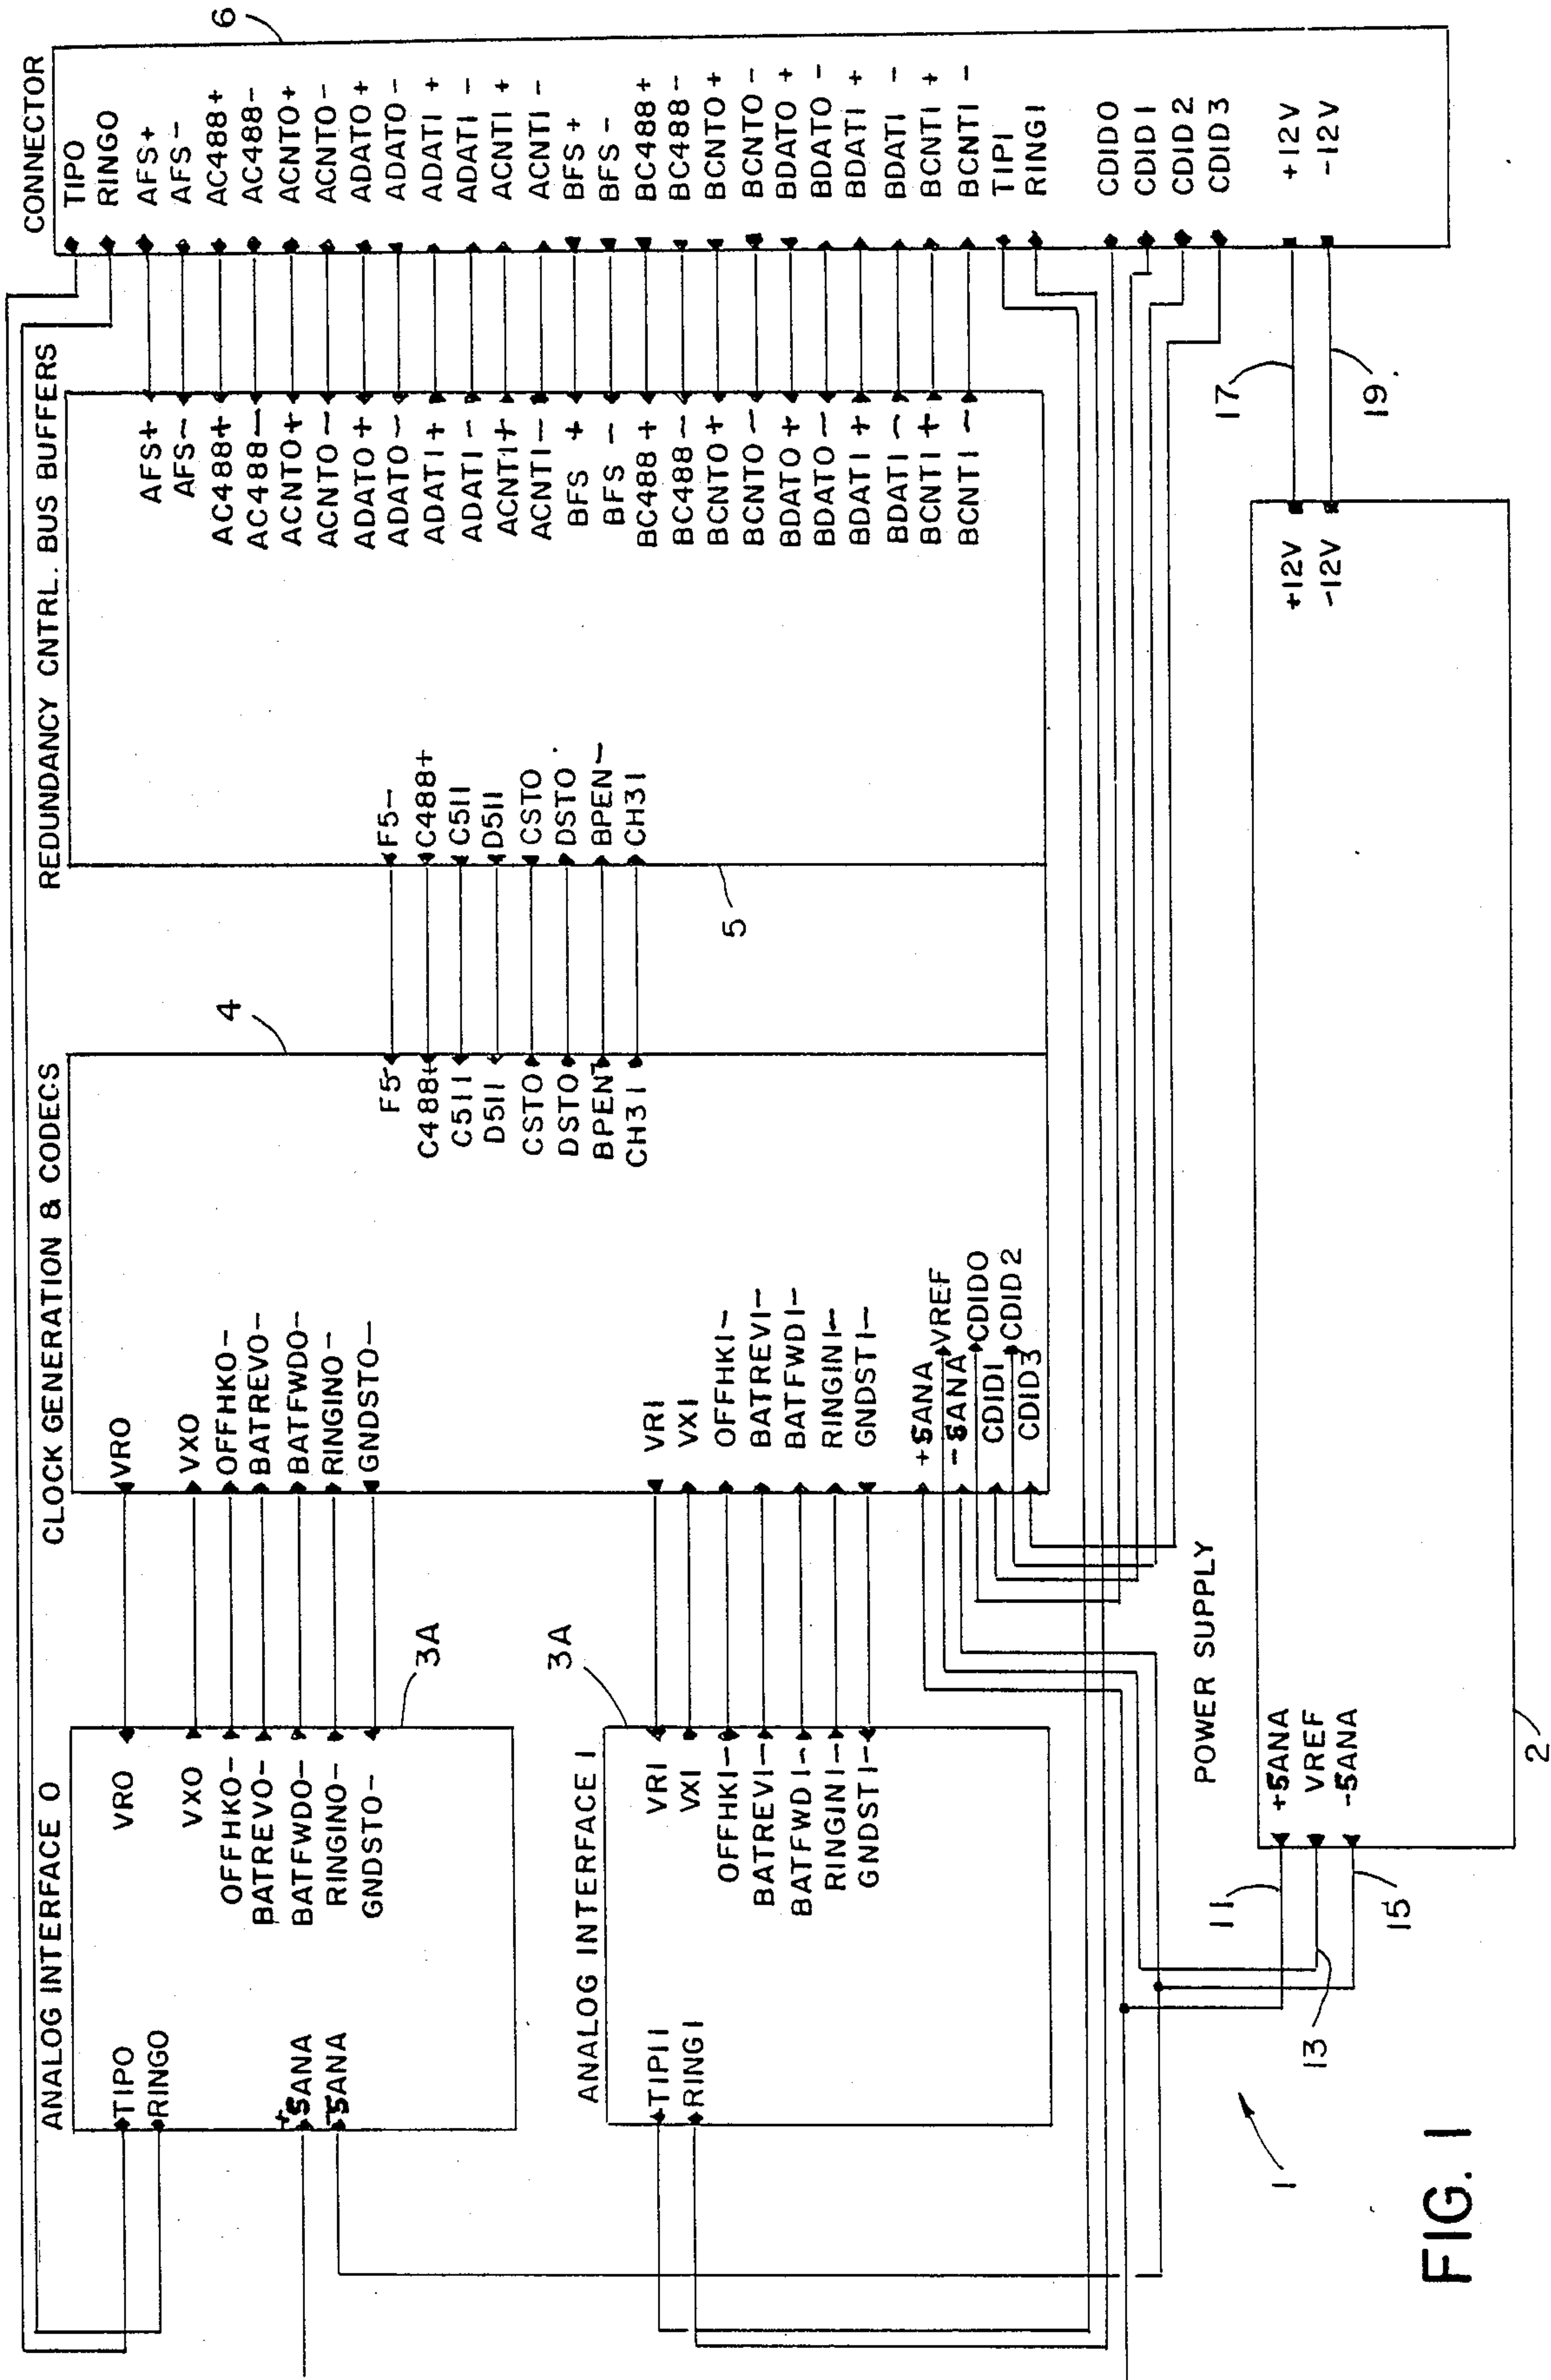 CONNECTOR
6
TIPO
RINGO
AFS+
AFS-
AC488+
AC488-
ACNTO+
ACNTO-
ADATO+
ADATO-
ADATI+
ADATI-
ACNTI+
ACNTI-
BFS+
BFS-
BC488+
BC488-
BCNTO+
BCNTO-
BDATO+
BDATO-
BDATI+
BDATI-
BCNTI+
BCNTI-
TIPI
RINGI
CDID0
CDID1
CDID2
CDID3
+12V
-12V
REDUNDANCY CNTRL. BUS BUFFERS
AFS+
AFS-
AC488+
AC488-
ACNTO+
ACNTO-
ADATO+
ADATO-
ADATI+
ADATI-
ACNTI+
ACNTI-
BFS +
BFS -
BC488+
BC488-
BCNTO+
BCNTO-
BDATO+
BDATO-
BDATI+
BDATI-
BCNTI+
BCNTI-
F5-
C488+
C5II
D5II
CSTO
DSTO
BPEN-
CH31
5
CLOCK GENERATION & CODECS
4
F5-
C488+
C5II
D5II
CSTO
DSTO
BPEN-
CH31
VRO
VXO
OFFHKO-
BATREVO-
BATFWDO-
RINGINO-
GNDSTO-
VRI
VXI
OFFHKI-
BATREVI-
BATFWDI-
RINGINI-
GNDSTI-
+5ANA
VREF
-5ANA
CDID0
CDID1
CDID2
CDID3
ANALOG INTERFACE 0
3A
VRO
VXO
OFFHKO-
BATREVO-
BATFWDO-
RINGINO-
GNDSTO-
TIPO
RINGO
+5ANA
-5ANA
ANALOG INTERFACE 1
3A
VRI
VXI
OFFHKI-
BATREVI-
BATFWDI-
RINGINI-
GNDSTI-
TIPII
RINGI
POWER SUPPLY
+12V
-12V
17
19
+5ANA
VREF
-5ANA
2
11
13
15
1
FIG. 1